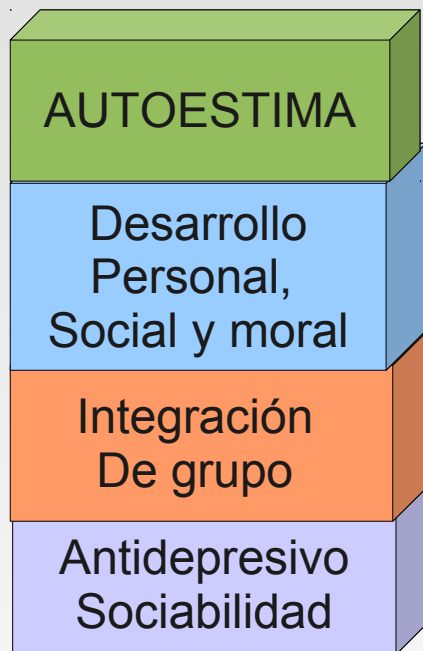 AUTOESTIMA
Desarrollo
Personal,
Social y moral
Integración
De grupo
Antidepresivo
Sociabilidad